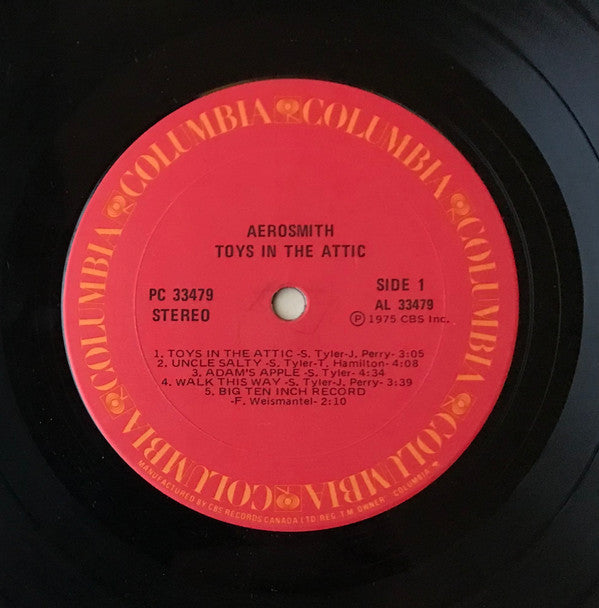 COLUMBIA COLUMBIA COLUMBIA COLUMBIA COLUMBIA COLUMBIA
AEROSMITH
TOYS IN THE ATTIC
PC 33479
STEREO
SIDE 1
AL 33479
Ⓟ 1975 CBS Inc.
1. TOYS IN THE ATTIC -S. Tyler-J. Perry- 3:05
2. UNCLE SALTY -S. Tyler-T. Hamilton- 4:08
3. ADAM'S APPLE -S. Tyler- 4:34
4. WALK THIS WAY -S. Tyler-J. Perry- 3:39
5. BIG TEN INCH RECORD
-F. Weismantel- 2:10
MANUFACTURED BY CBS RECORDS CANADA LTD/REG. T.M. OWNER COLUMBIA